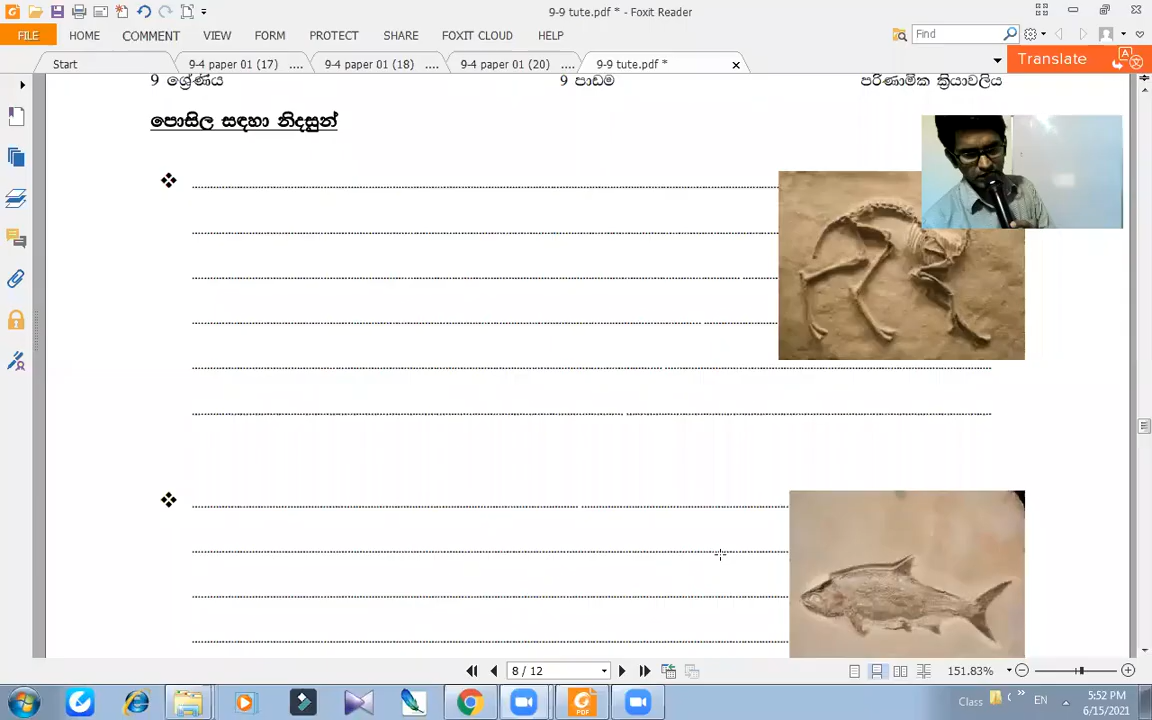 9-9 tute.pdf * - Foxit Reader
FILE HOME COMMENT VIEW FORM PROTECT SHARE FOXIT CLOUD HELP Find
Start 9-4 paper 01 (17) .... 9-4 paper 01 (18) .... 9-4 paper 01 (20) .... 9-9 tute.pdf * Translate
9 ශ්‍රේණිය 9 පාඩම පරිණාමික ක්‍රියාවලිය
පොසිල සඳහා නිදසුන්
8 / 12 151.83%
Class EN 5:52 PM
6/15/2021